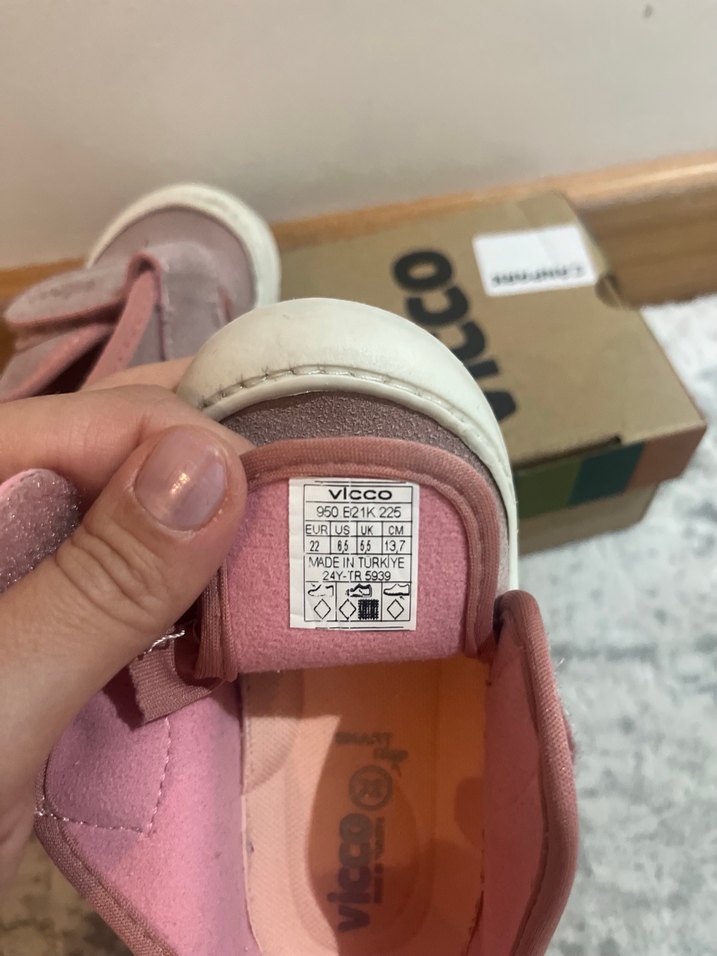 VICCO
vicco
950 E21K 225
EUR US UK CM
22 6,5 5,5 13,7
MADE IN TÜRKİYE
24Y-TR 5939
vicco
22